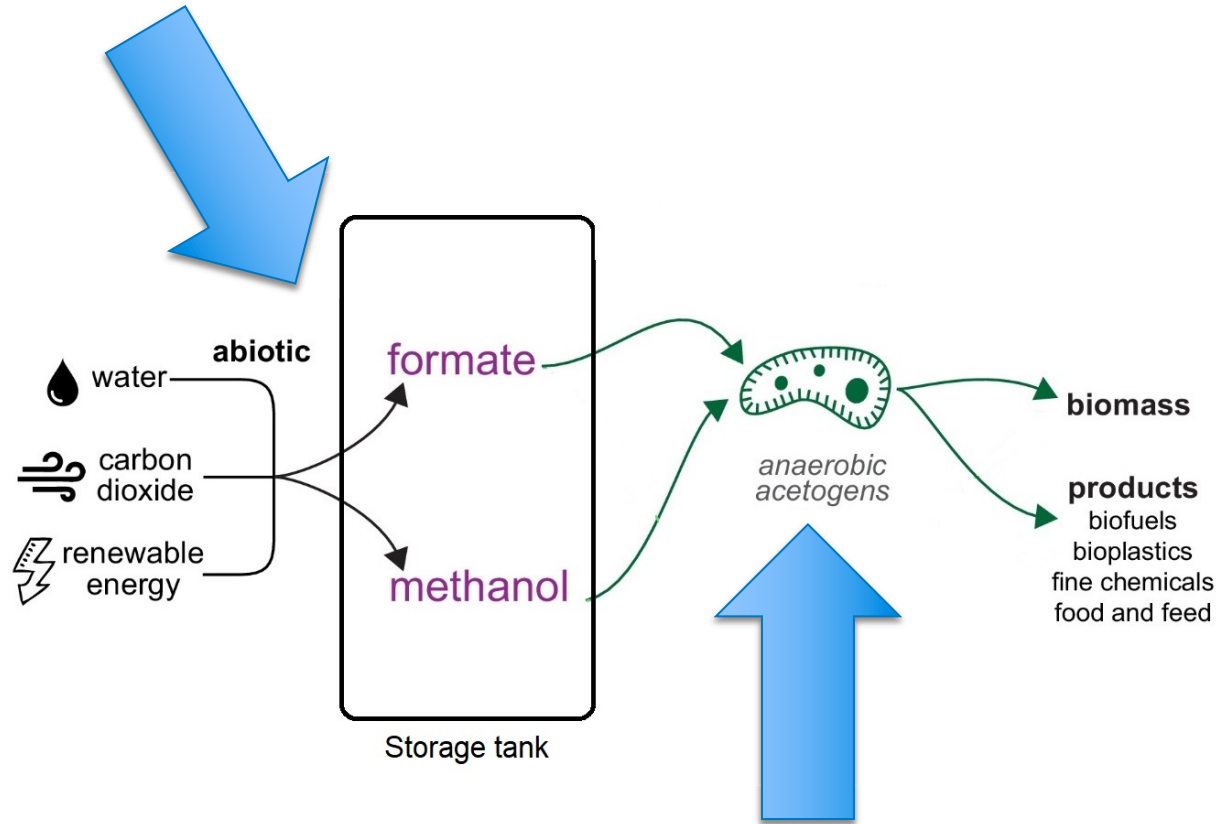 abiotic
water
carbon
dioxide
renewable
energy
formate
methanol
Storage tank
anaerobic
acetogens
biomass
products
biofuels
bioplastics
fine chemicals
food and feed